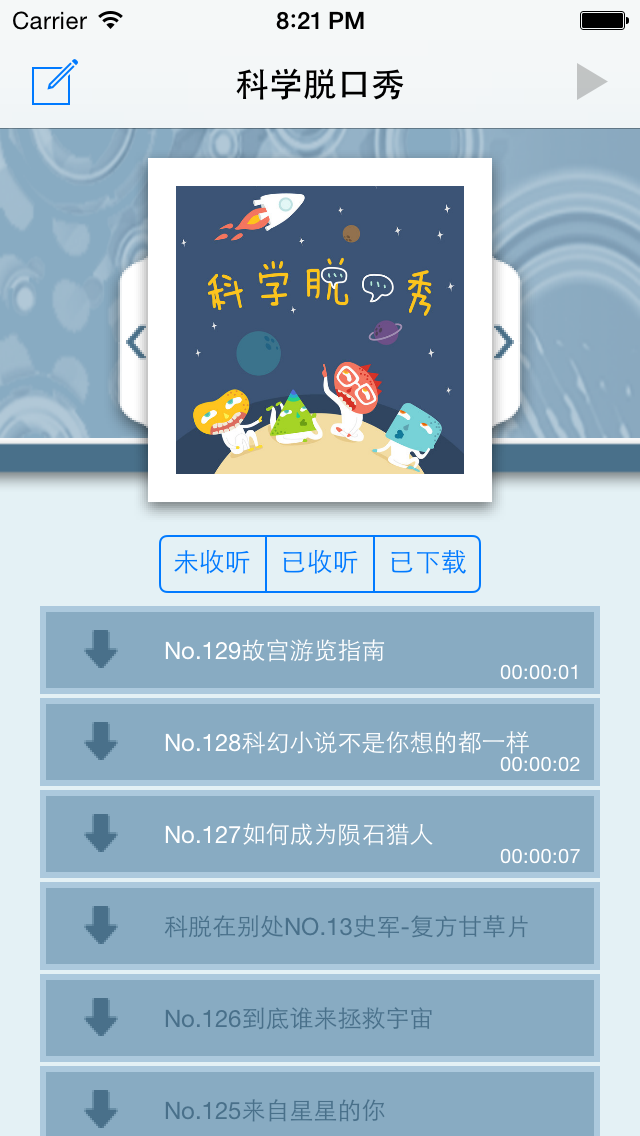 Carrier 8:21 PM
科学脱口秀
科学脱口秀
未收听 已收听 已下载
No.129故宫游览指南
00:00:01
No.128科幻小说不是你想的都一样
00:00:02
No.127如何成为陨石猎人
00:00:07
科脱在别处NO.13史军-复方甘草片
No.126到底谁来拯救宇宙
No.125来自星星的你